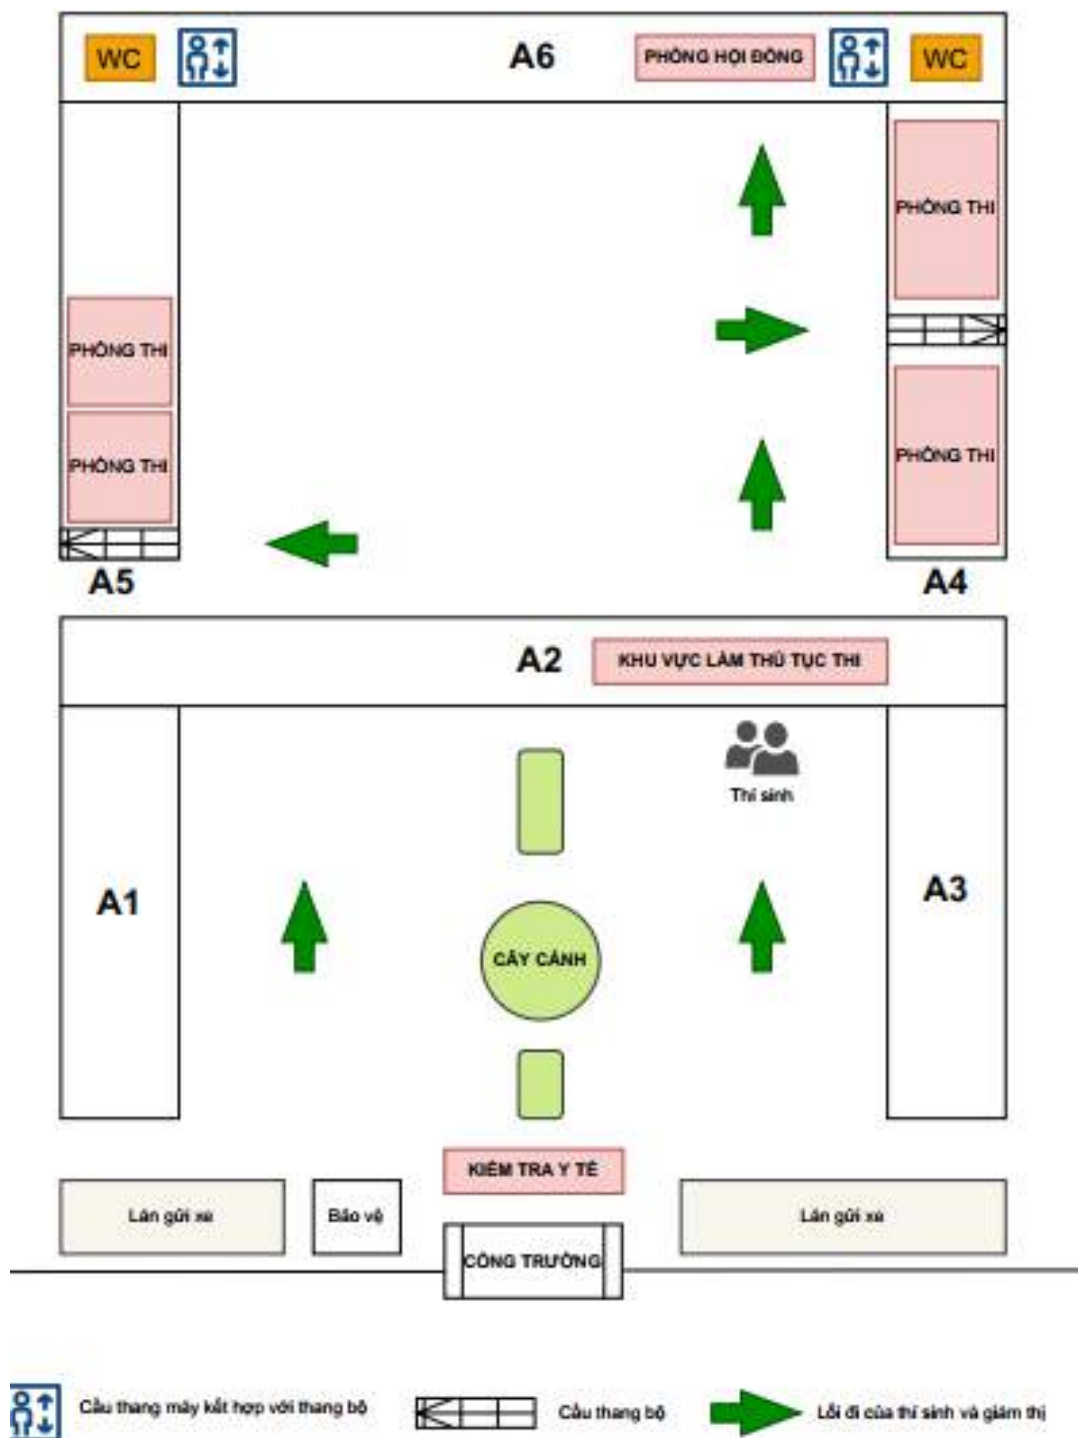 WC
A6
PHÒNG HỘI ĐỒNG
WC
PHÒNG THI
PHÒNG THI
PHÒNG THI
PHÒNG THI
A5
A4
A2
KHU VỰC LÀM THỦ TỤC THI
Thí sinh
A1
A3
CÂY CẢNH
KIỂM TRA Y TẾ
Lán gửi xe
Bảo vệ
Lán gửi xe
CỔNG TRƯỜNG
Cầu thang máy kết hợp với thang bộ
Cầu thang bộ
Lối đi của thí sinh và giám thị